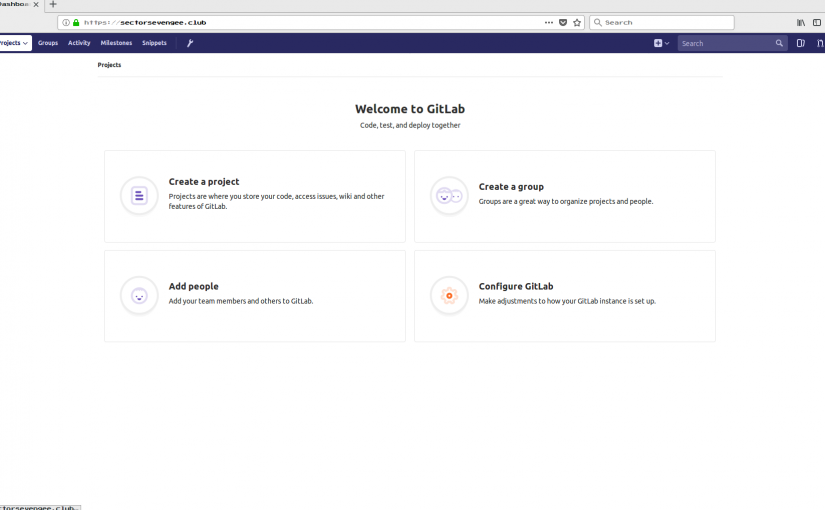 Dashboa
https://sectorsevengee.club
Search
Projects
Groups
Activity
Milestones
Snippets
Search
Projects
Welcome to GitLab
Code, test, and deploy together
Create a project
Projects are where you store your code, access issues, wiki and other
features of GitLab.
Create a group
Groups are a great way to organize projects and people.
Add people
Add your team members and others to GitLab.
Configure GitLab
Make adjustments to how your GitLab instance is set up.
ctorsevengee.club…